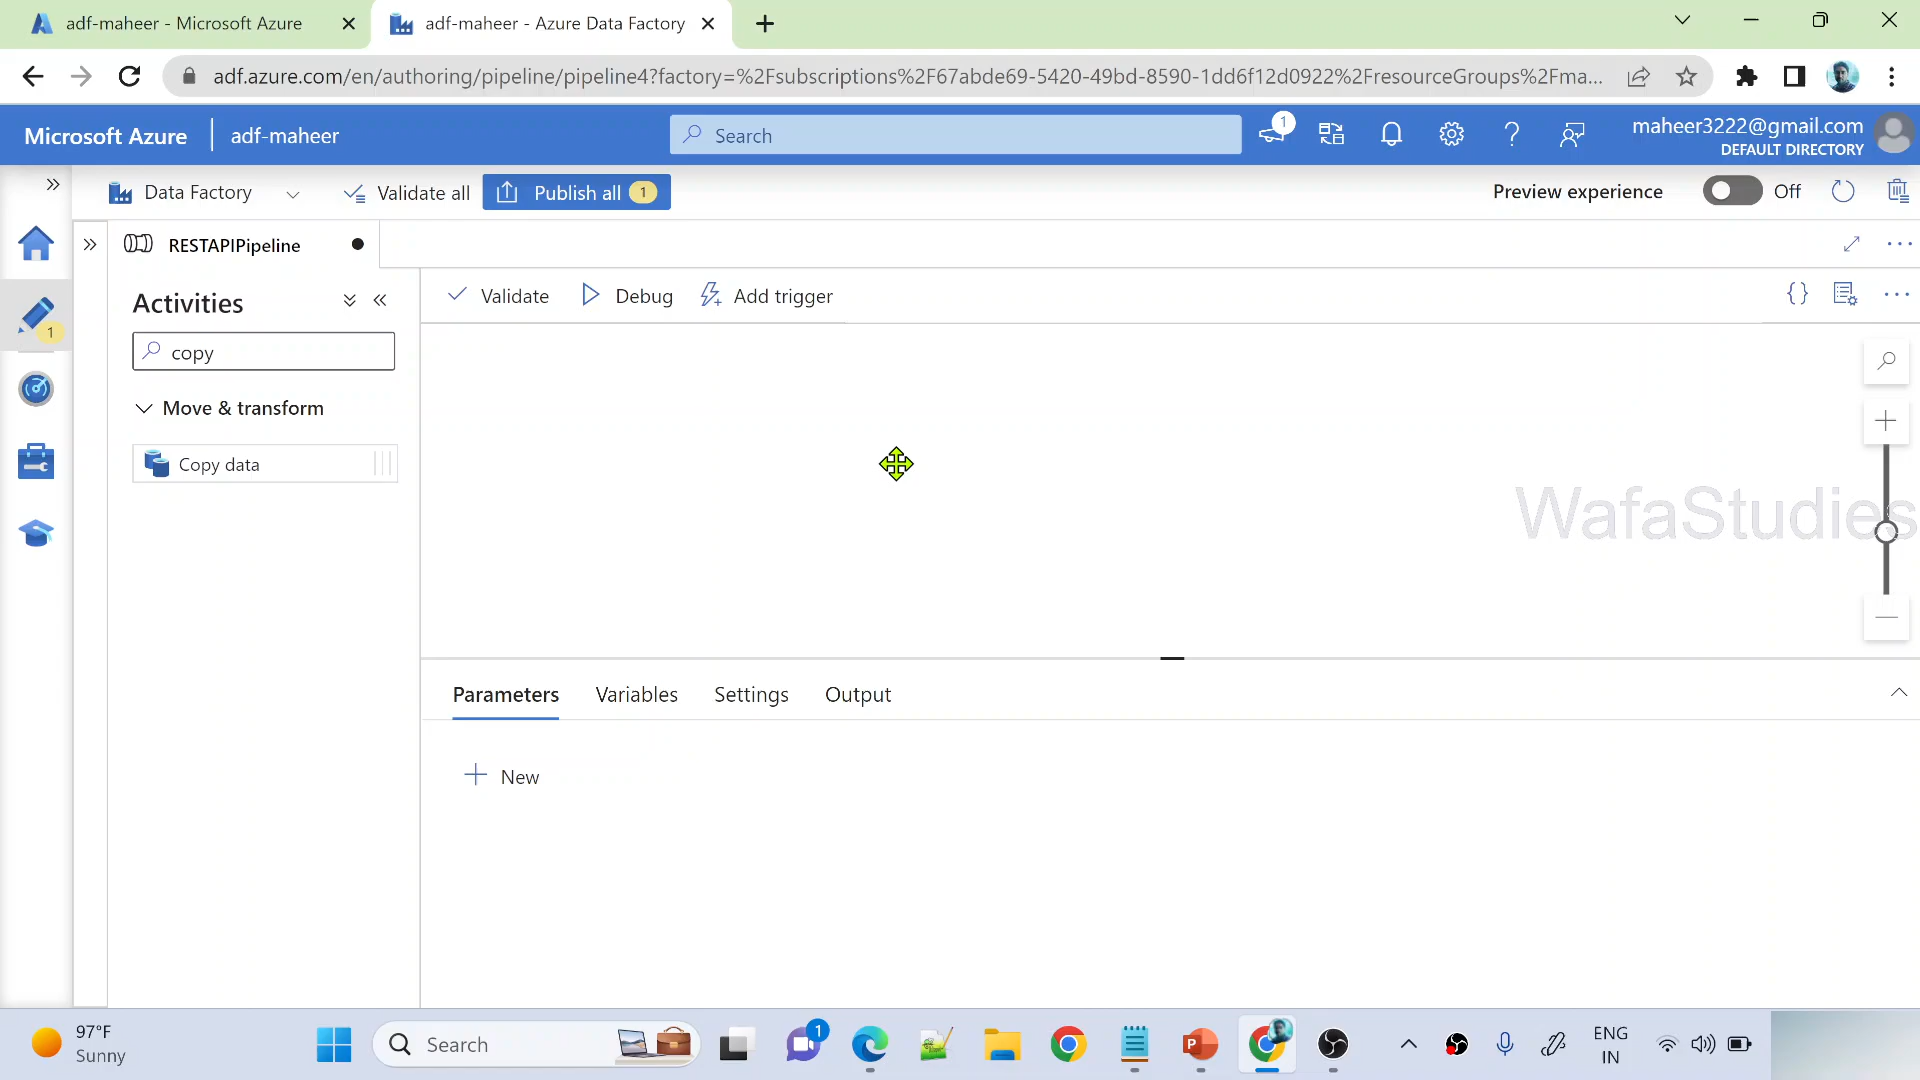 adf-maheer - Microsoft Azure
adf-maheer - Azure Data Factory
adf.azure.com/en/authoring/pipeline/pipeline4?factory=%2Fsubscriptions%2F67abde69-5420-49bd-8590-1dd6f12d0922%2FresourceGroups%2Fma...
Microsoft Azure
adf-maheer
Search
1
maheer3222@gmail.com
DEFAULT DIRECTORY
Data Factory
Validate all
Publish all 1
Preview experience
Off
RESTAPIPipeline
Activities
Validate
Debug
Add trigger
1
copy
Move & transform
Copy data
WafaStudies
Parameters
Variables
Settings
Output
New
97°F
Sunny
Search
1
ENG
IN